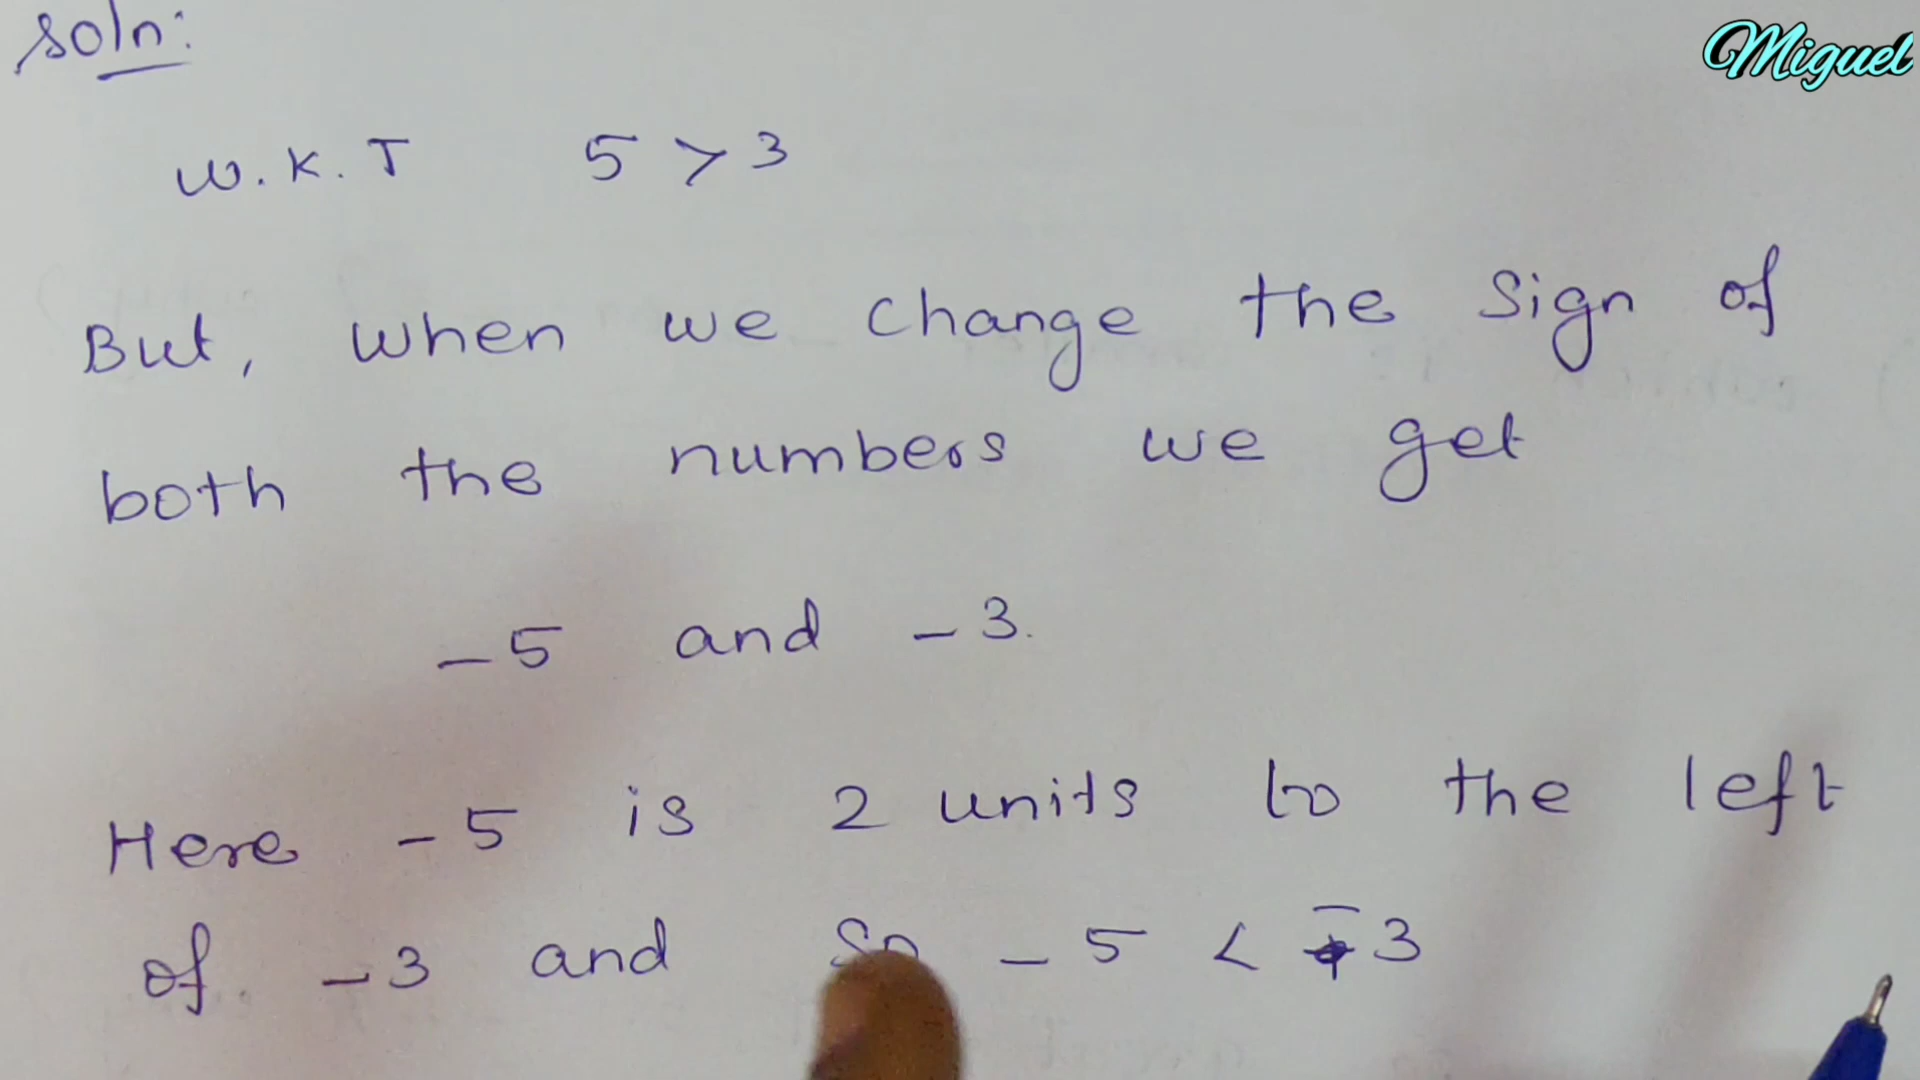 Soln:
Miguel
W.K.T 5 > 3
But, when we change the sign of
both the numbers we get
-5 and -3.
Here -5 is 2 units to the left
of -3 and so -5 < -3